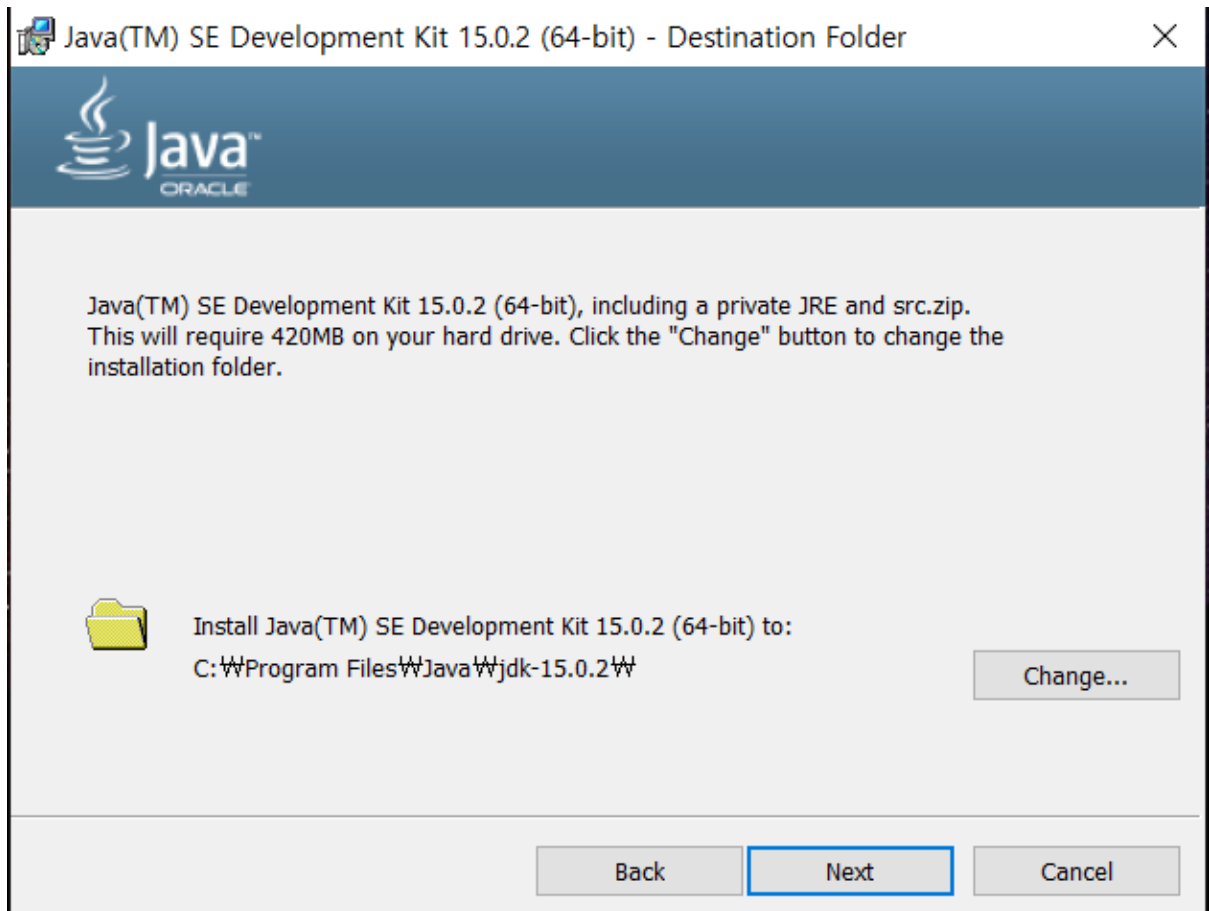 Java(TM) SE Development Kit 15.0.2 (64-bit) - Destination Folder
Java™
ORACLE
Java(TM) SE Development Kit 15.0.2 (64-bit), including a private JRE and src.zip.
This will require 420MB on your hard drive. Click the "Change" button to change the
installation folder.
Install Java(TM) SE Development Kit 15.0.2 (64-bit) to:
C:₩Program Files₩Java₩jdk-15.0.2₩
Change...
Back
Next
Cancel